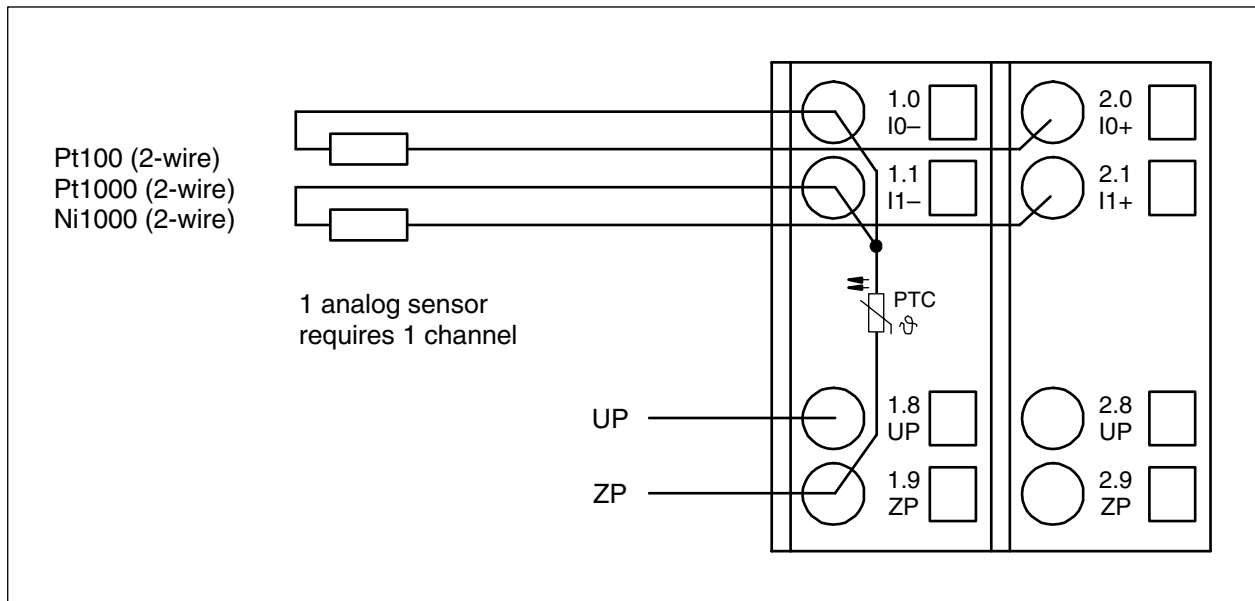 Pt100 (2-wire)
Pt1000 (2-wire)
Ni1000 (2-wire)
1 analog sensor
requires 1 channel
UP
ZP
1.0
I0–
2.0
I0+
1.1
I1–
2.1
I1+
PTC
ϑ
1.8
UP
2.8
UP
1.9
ZP
2.9
ZP